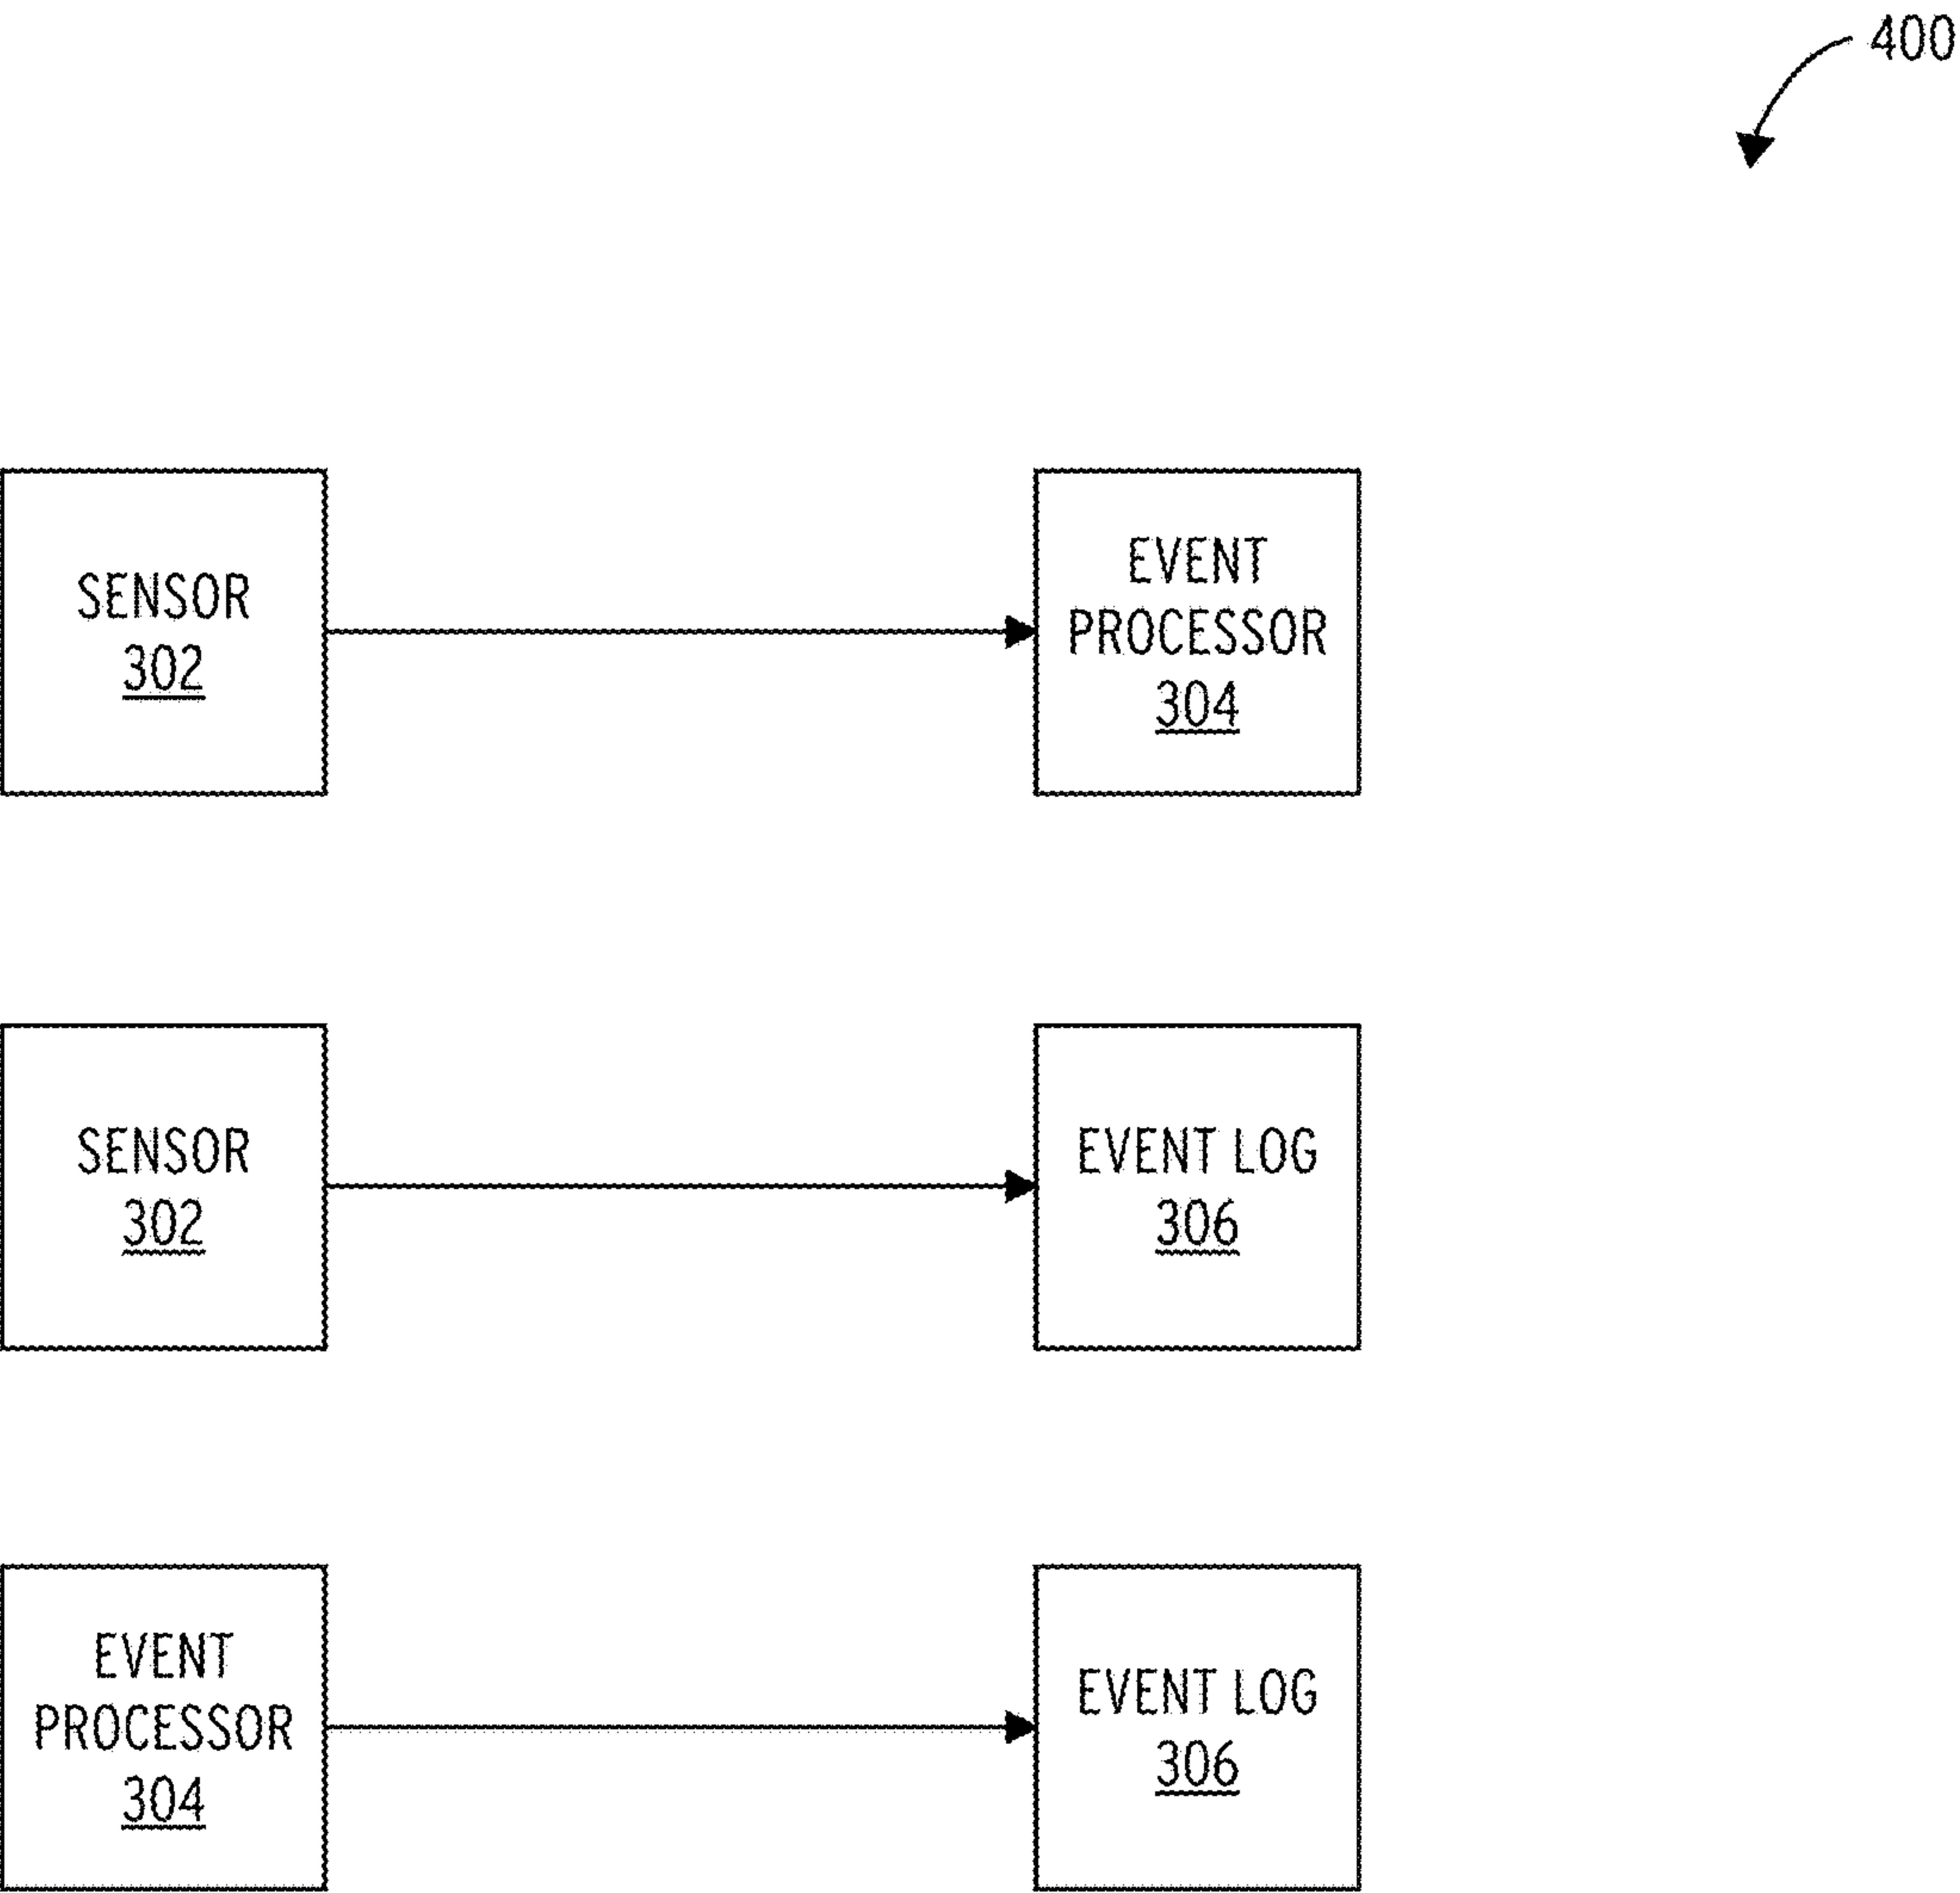 400
SENSOR
302
EVENT
PROCESSOR
304
SENSOR
302
EVENT LOG
306
EVENT
PROCESSOR
304
EVENT LOG
306